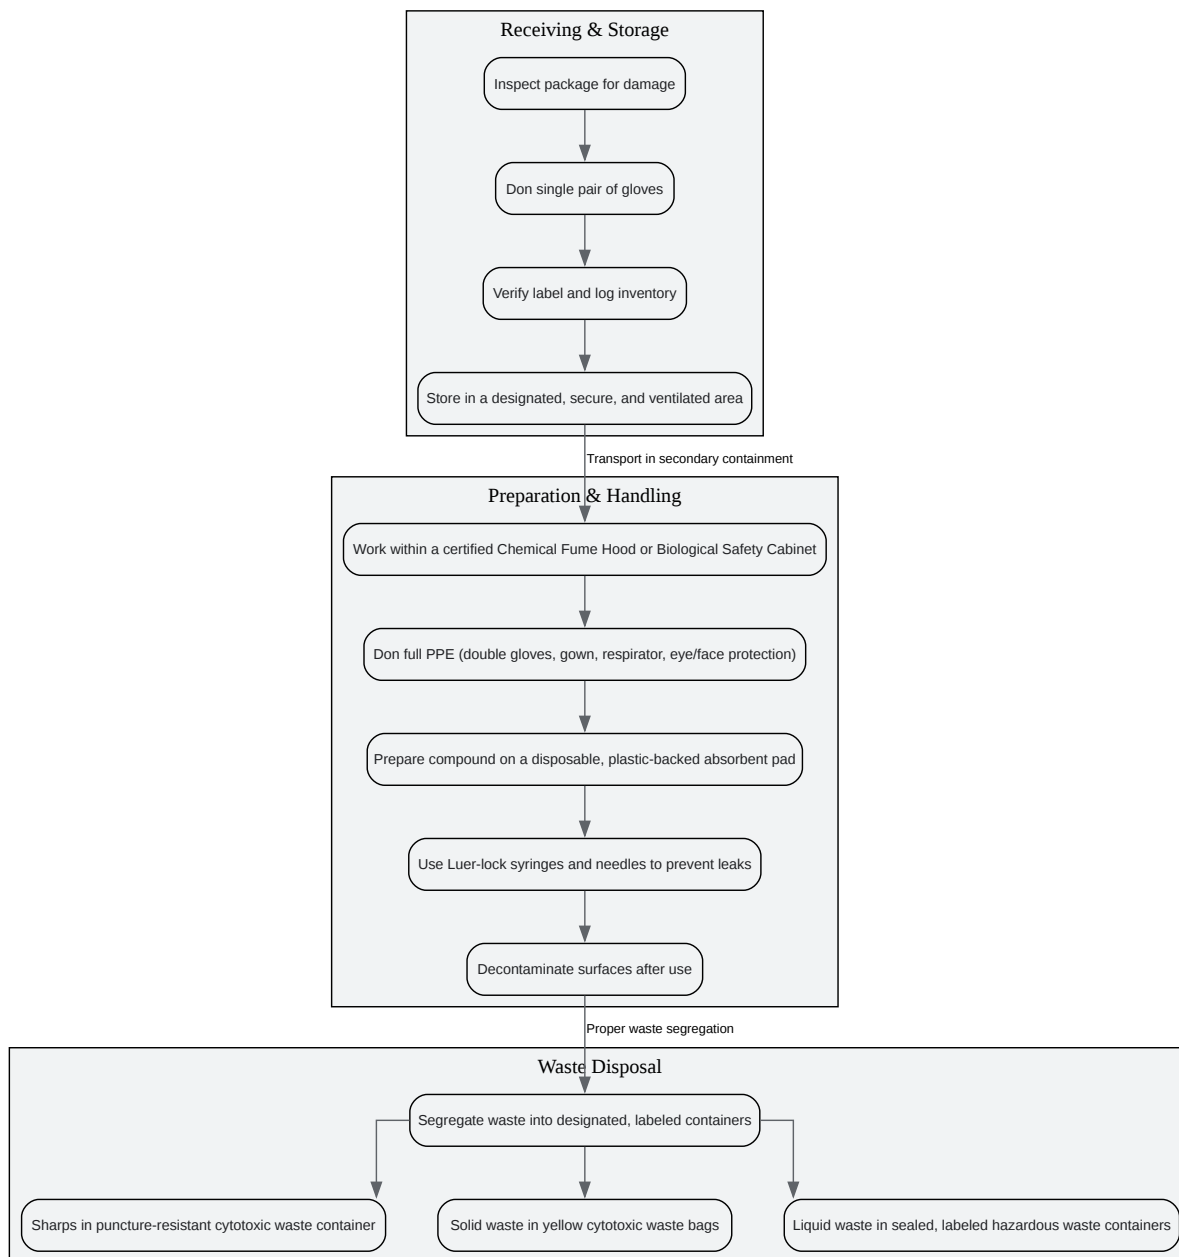 Receiving & Storage
Inspect package for damage
Don single pair of gloves
Verify label and log inventory
Store in a designated, secure, and ventilated area
Transport in secondary containment
Preparation & Handling
Work within a certified Chemical Fume Hood or Biological Safety Cabinet
Don full PPE (double gloves, gown, respirator, eye/face protection)
Prepare compound on a disposable, plastic-backed absorbent pad
Use Luer-lock syringes and needles to prevent leaks
Decontaminate surfaces after use
Proper waste segregation
Waste Disposal
Segregate waste into designated, labeled containers
Sharps in puncture-resistant cytotoxic waste container
Solid waste in yellow cytotoxic waste bags
Liquid waste in sealed, labeled hazardous waste containers